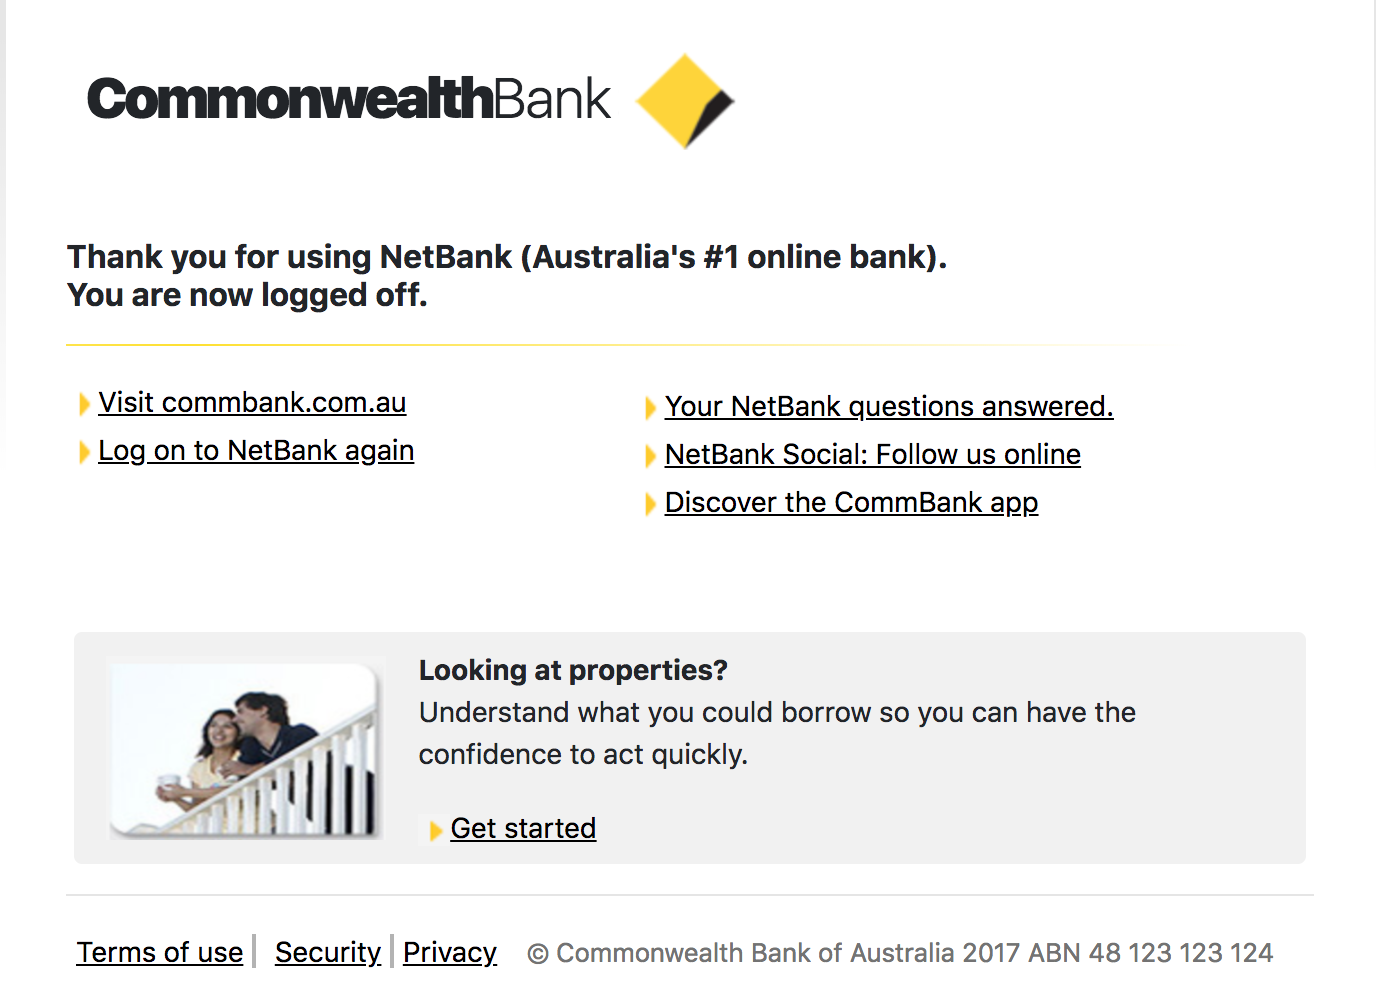 CommonwealthBank
Thank you for using NetBank (Australia's #1 online bank).
You are now logged off.
Visit commbank.com.au
Log on to NetBank again
Your NetBank questions answered.
NetBank Social: Follow us online
Discover the CommBank app
Looking at properties?
Understand what you could borrow so you can have the
confidence to act quickly.
Get started
Terms of use | Security | Privacy © Commonwealth Bank of Australia 2017 ABN 48 123 123 124